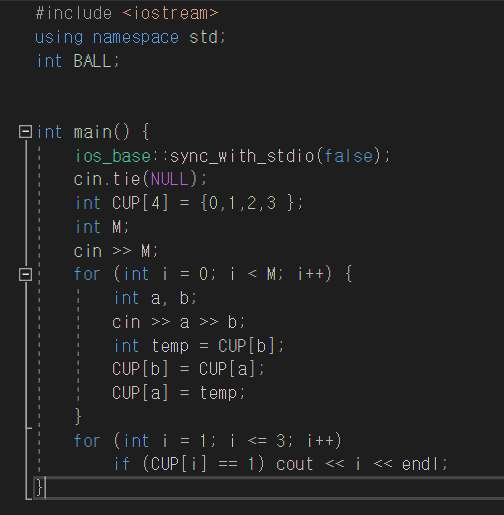 #include <iostream>
using namespace std;
int BALL;
int main() {
ios_base::sync_with_stdio(false);
cin.tie(NULL);
int CUP[4] = {0,1,2,3 };
int M;
cin >> M;
for (int i = 0; i < M; i++) {
int a, b;
cin >> a >> b;
int temp = CUP[b];
CUP[b] = CUP[a];
CUP[a] = temp;
}
for (int i = 1; i <= 3; i++)
if (CUP[i] == 1) cout << i << endl;
}